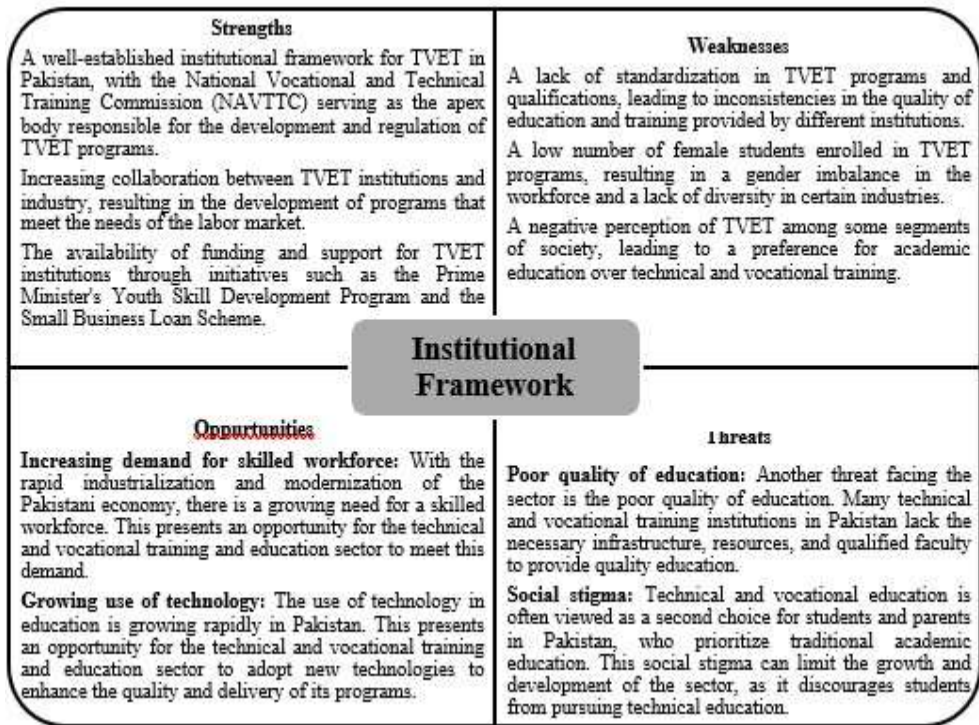 Strengths
A well-established institutional framework for TVET in
Pakistan, with the National Vocational and Technical
Training Commission (NAVTTC) serving as the apex
body responsible for the development and regulation of
TVET programs.
Increasing collaboration between TVET institutions and
industry, resulting in the development of programs that
meet the needs of the labor market.
The availability of funding and support for TVET
institutions through initiatives such as the Prime
Minister's Youth Skill Development Program and the
Small Business Loan Scheme.
Weaknesses
A lack of standardization in TVET programs and
qualifications, leading to inconsistencies in the quality of
education and training provided by different institutions.
A low number of female students enrolled in TVET
programs, resulting in a gender imbalance in the
workforce and a lack of diversity in certain industries.
A negative perception of TVET among some segments
of society, leading to a preference for academic
education over technical and vocational training.
Institutional
Framework
Oppurtunities
Increasing demand for skilled workforce: With the
rapid industrialization and modernization of the
Pakistani economy, there is a growing need for a skilled
workforce. This presents an opportunity for the technical
and vocational training and education sector to meet this
demand.
Growing use of technology: The use of technology in
education is growing rapidly in Pakistan. This presents
an opportunity for the technical and vocational training
and education sector to adopt new technologies to
enhance the quality and delivery of its programs.
Threats
Poor quality of education: Another threat facing the
sector is the poor quality of education. Many technical
and vocational training institutions in Pakistan lack the
necessary infrastructure, resources, and qualified faculty
to provide quality education.
Social stigma: Technical and vocational education is
often viewed as a second choice for students and parents
in Pakistan, who prioritize traditional academic
education. This social stigma can limit the growth and
development of the sector, as it discourages students
from pursuing technical education.